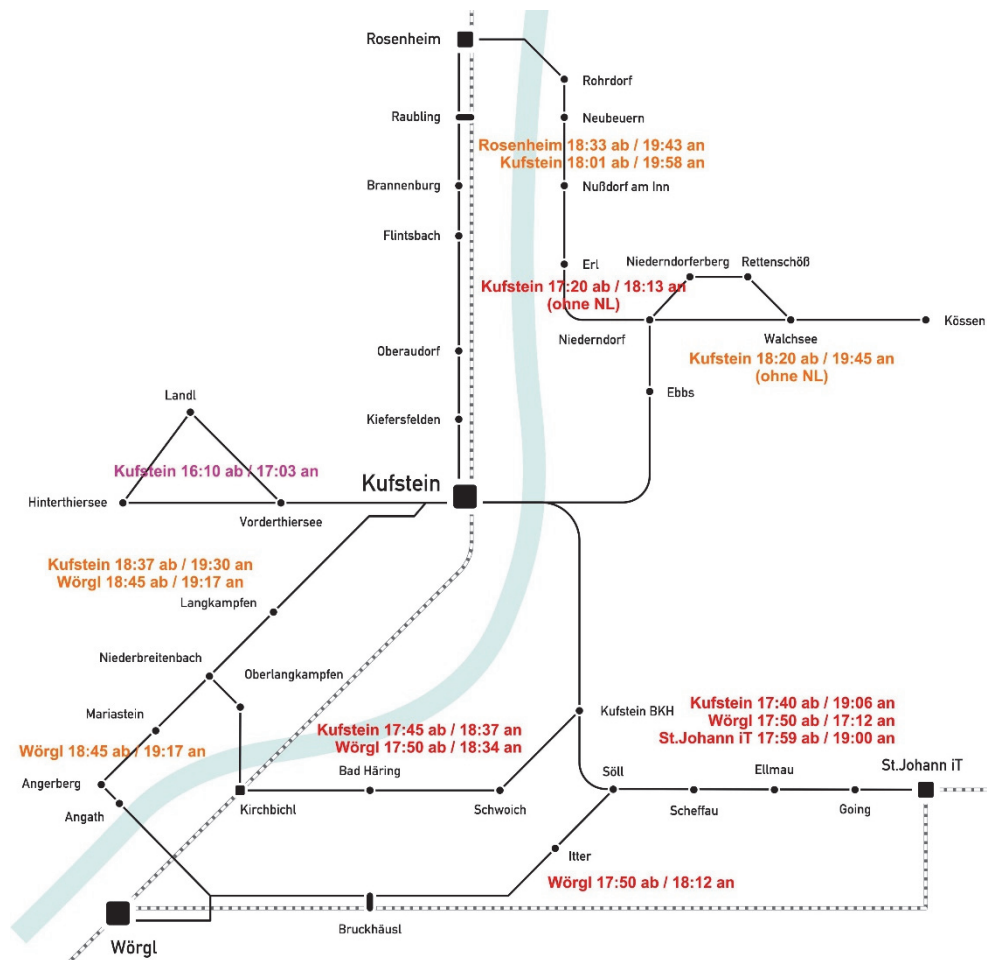 Rosenheim
Rohrdorf
Raubling
Neubeuern
Rosenheim 18:33 ab / 19:43 an
Kufstein 18:01 ab / 19:58 an
Brannenburg
Nußdorf am Inn
Flintsbach
Erl
Niederndorferberg
Rettenschöß
Kufstein 17:20 ab / 18:13 an
(ohne NL)
Kössen
Niederndorf
Walchsee
Oberaudorf
Kufstein 18:20 ab / 19:45 an
(ohne NL)
Ebbs
Landl
Kiefersfelden
Kufstein 16:10 ab / 17:03 an
Kufstein
Hinterthiersee
Vorderthiersee
Kufstein 18:37 ab / 19:30 an
Wörgl 18:45 ab / 19:17 an
Langkampfen
Niederbreitenbach
Oberlangkampfen
Mariastein
Kufstein BKH
Kufstein 17:45 ab / 18:37 an
Wörgl 17:50 ab / 18:34 an
Kufstein 17:40 ab / 19:06 an
Wörgl 17:50 ab / 17:12 an
St.Johann iT 17:59 ab / 19:00 an
Wörgl 18:45 ab / 19:17 an
Bad Häring
Söll
Ellmau
St.Johann iT
Angerberg
Angath
Kirchbichl
Schwoich
Scheffau
Going
Itter
Wörgl 17:50 ab / 18:12 an
Bruckhäusl
Wörgl